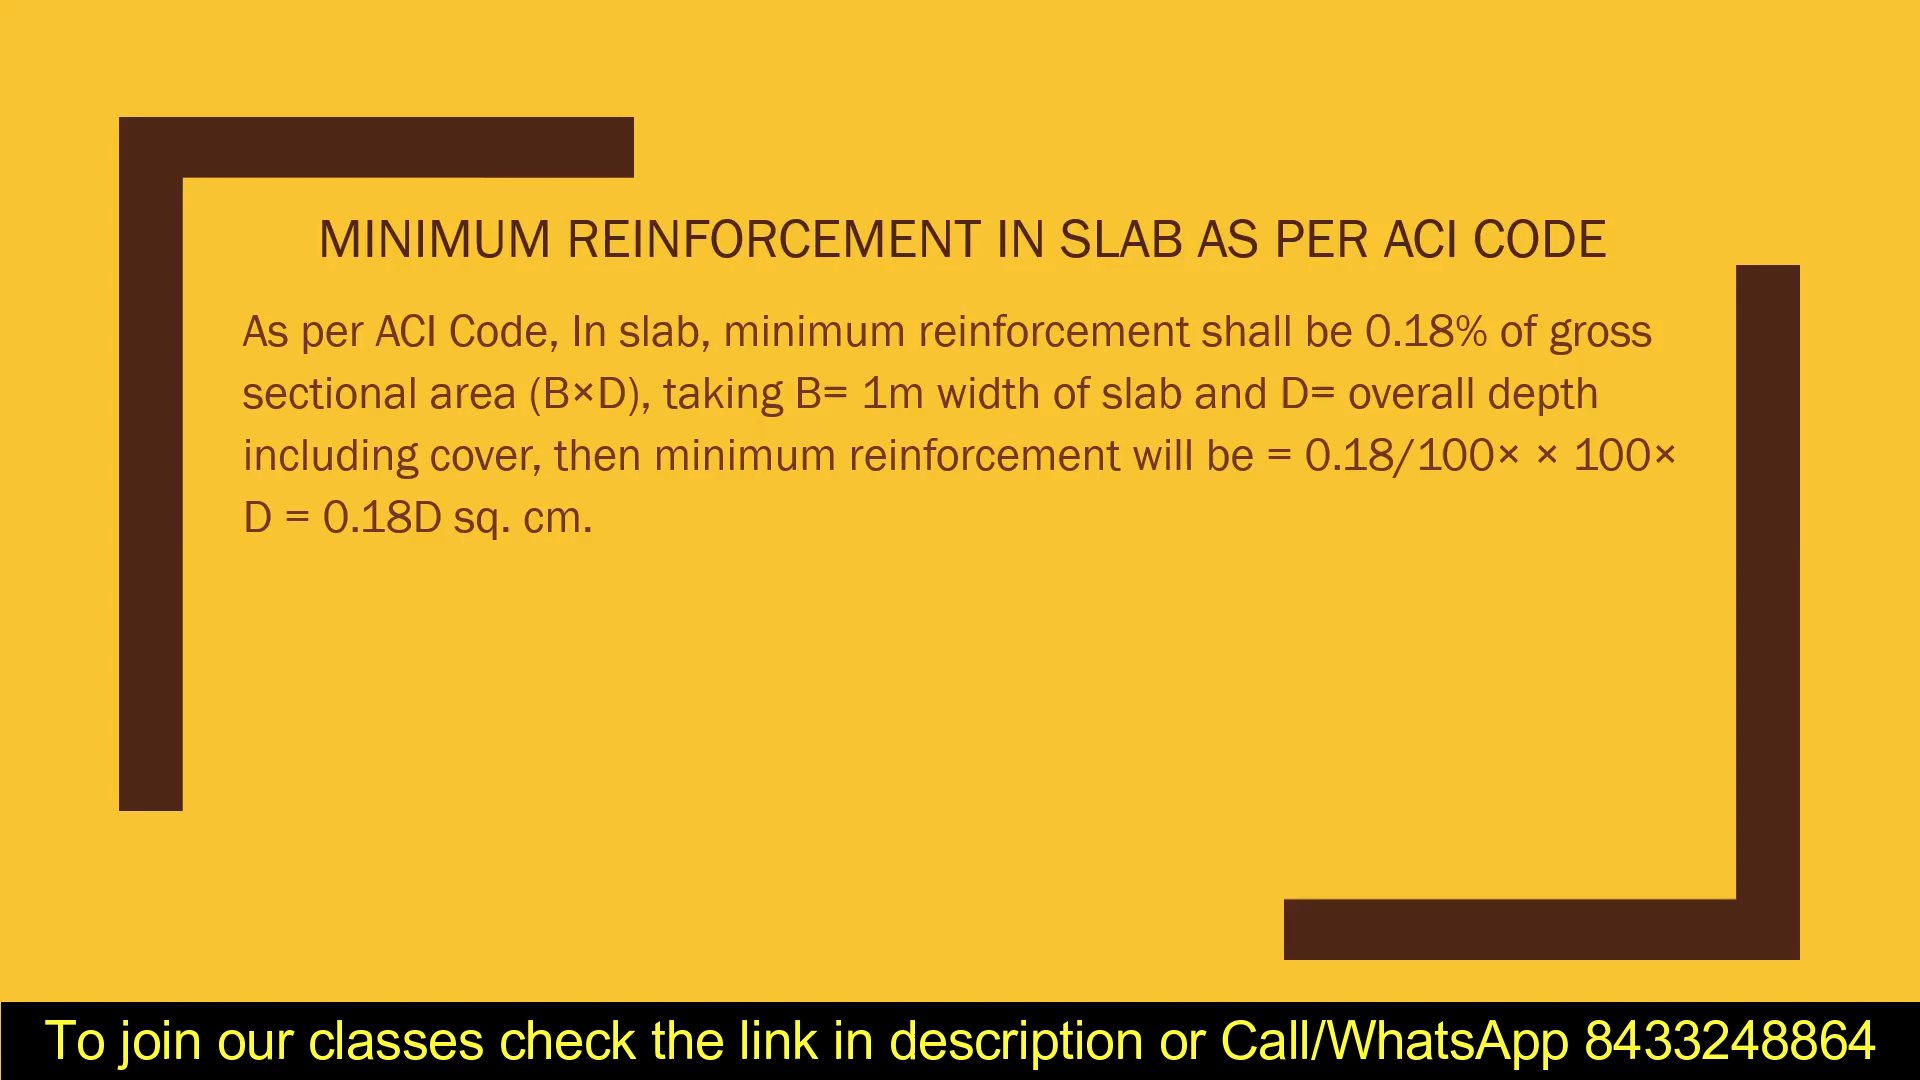 MINIMUM REINFORCEMENT IN SLAB AS PER ACI CODE
As per ACI Code, In slab, minimum reinforcement shall be 0.18% of gross
sectional area (B×D), taking B= 1m width of slab and D= overall depth
including cover, then minimum reinforcement will be = 0.18/100× × 100×
D = 0.18D sq. cm.
To join our classes check the link in description or Call/WhatsApp 8433248864